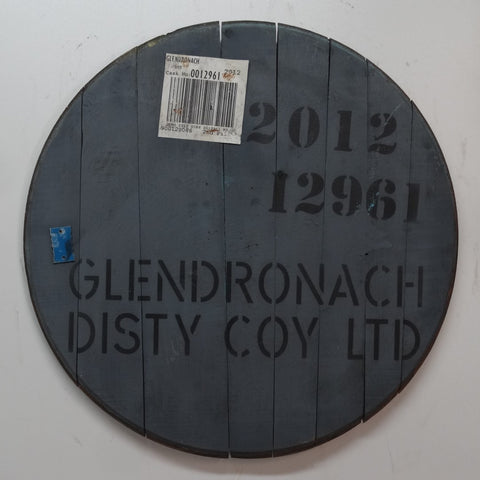 GLENDRONACH
2012
Cask No. 0012961
2012
12961
GLENDRONACH
DISTY COY LTD